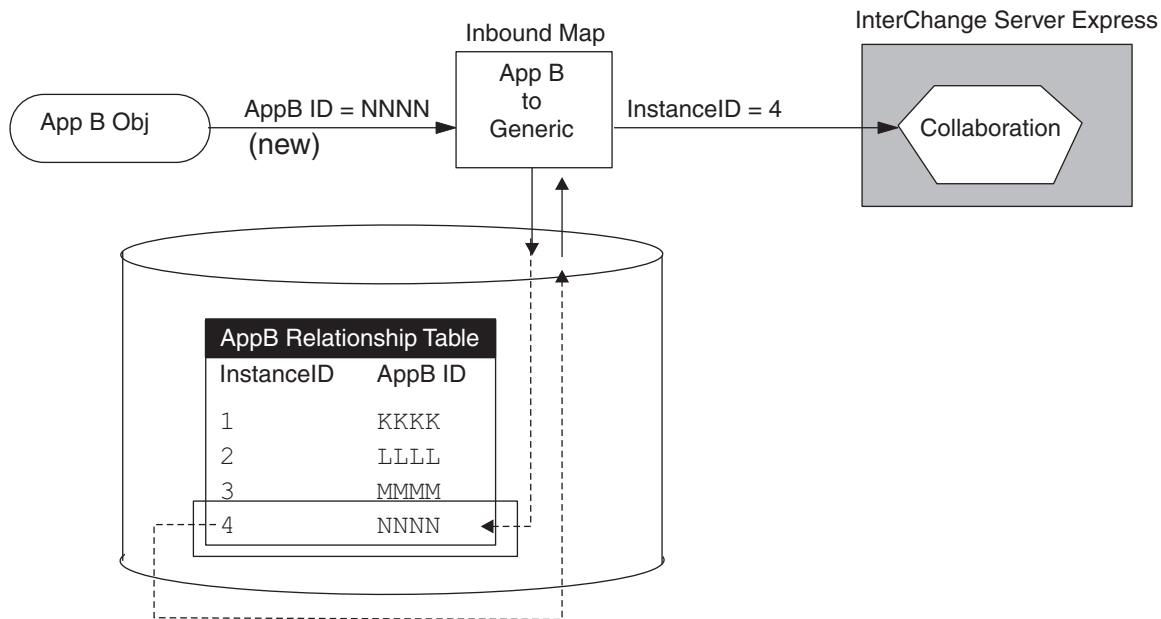 InterChange Server Express
Inbound Map
App B
to
Generic
App B Obj
AppB ID = NNNN
(new)
InstanceID = 4
Collaboration
AppB Relationship Table
InstanceID AppB ID
1 KKKK
2 LLLL
3 MMMM
4 NNNN